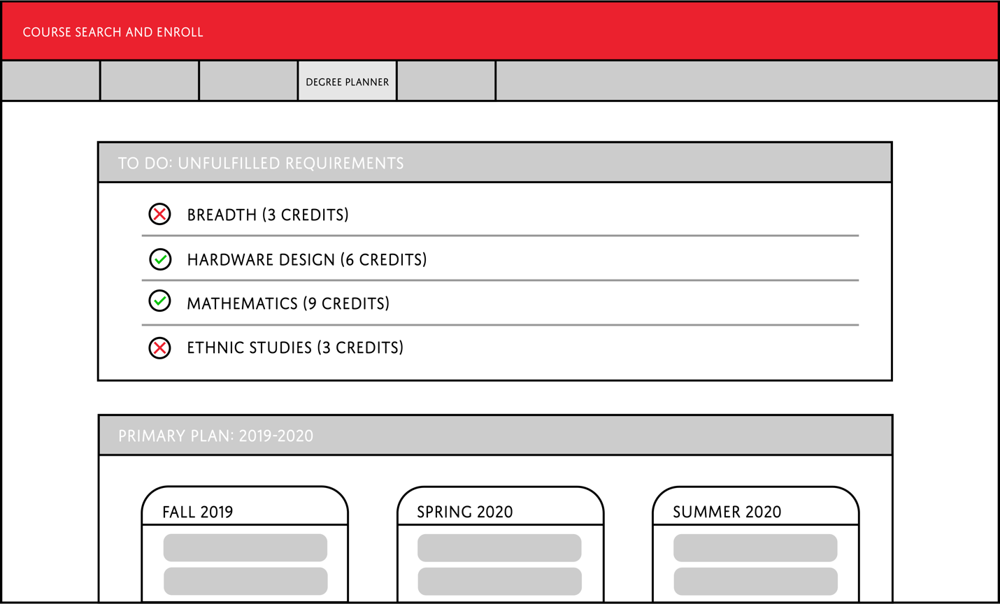 COURSE SEARCH AND ENROLL
DEGREE PLANNER
TO DO: UNFULFILLED REQUIREMENTS
BREADTH (3 CREDITS)
HARDWARE DESIGN (6 CREDITS)
MATHEMATICS (9 CREDITS)
ETHNIC STUDIES (3 CREDITS)
PRIMARY PLAN: 2019-2020
FALL 2019
SPRING 2020
SUMMER 2020